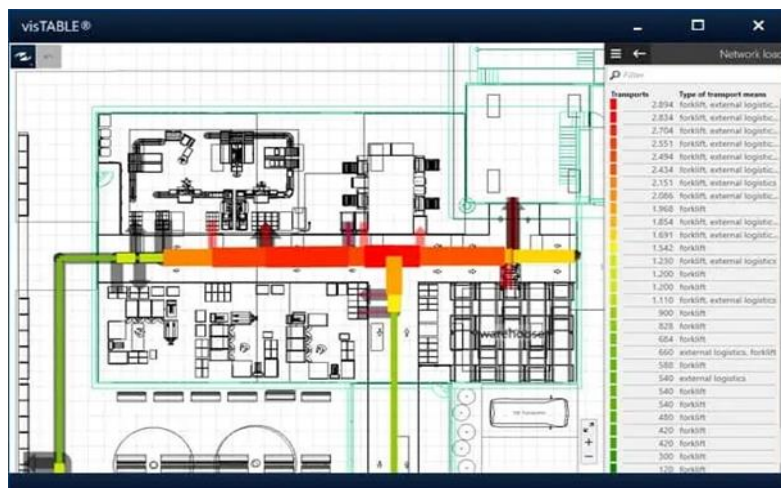 visTABLE®
Network load
Filter
Transports Type of transport means
2.894 forklift, external logistic...
2.834 forklift, external logistic...
2.704 forklift, external logistic...
2.551 forklift, external logistic...
2.494 forklift, external logistic...
2.434 forklift, external logistic...
2.151 forklift, external logistics
2.086 forklift, external logistic...
1.968 forklift
1.854 forklift, external logistic...
1.691 forklift, external logistic...
1.542 forklift
1.230 forklift, external logistics
1.200 forklift
1.200 forklift
1.110 forklift, external logistics
900 forklift
828 forklift
684 forklift
660 external logistics, forklift
588 forklift
540 external logistics
540 forklift
540 forklift
480 forklift
420 forklift
420 forklift
300 forklift
120 forklift
warehouse